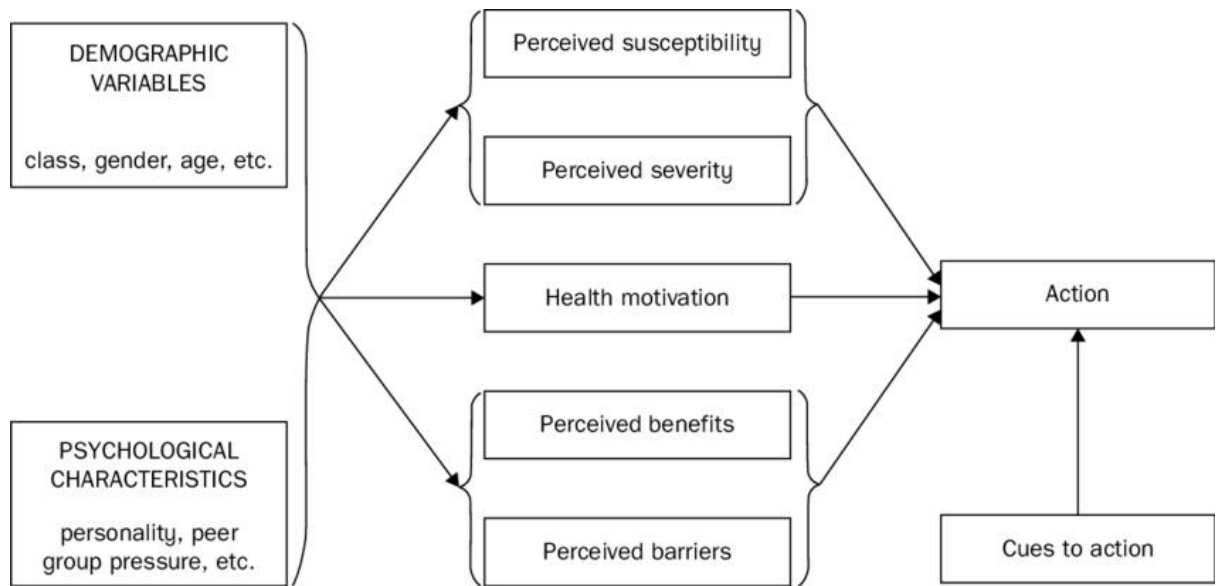 DEMOGRAPHIC
VARIABLES
class, gender, age, etc.
PSYCHOLOGICAL
CHARACTERISTICS
personality, peer
group pressure, etc.
Perceived susceptibility
Perceived severity
Health motivation
Perceived benefits
Perceived barriers
Action
Cues to action